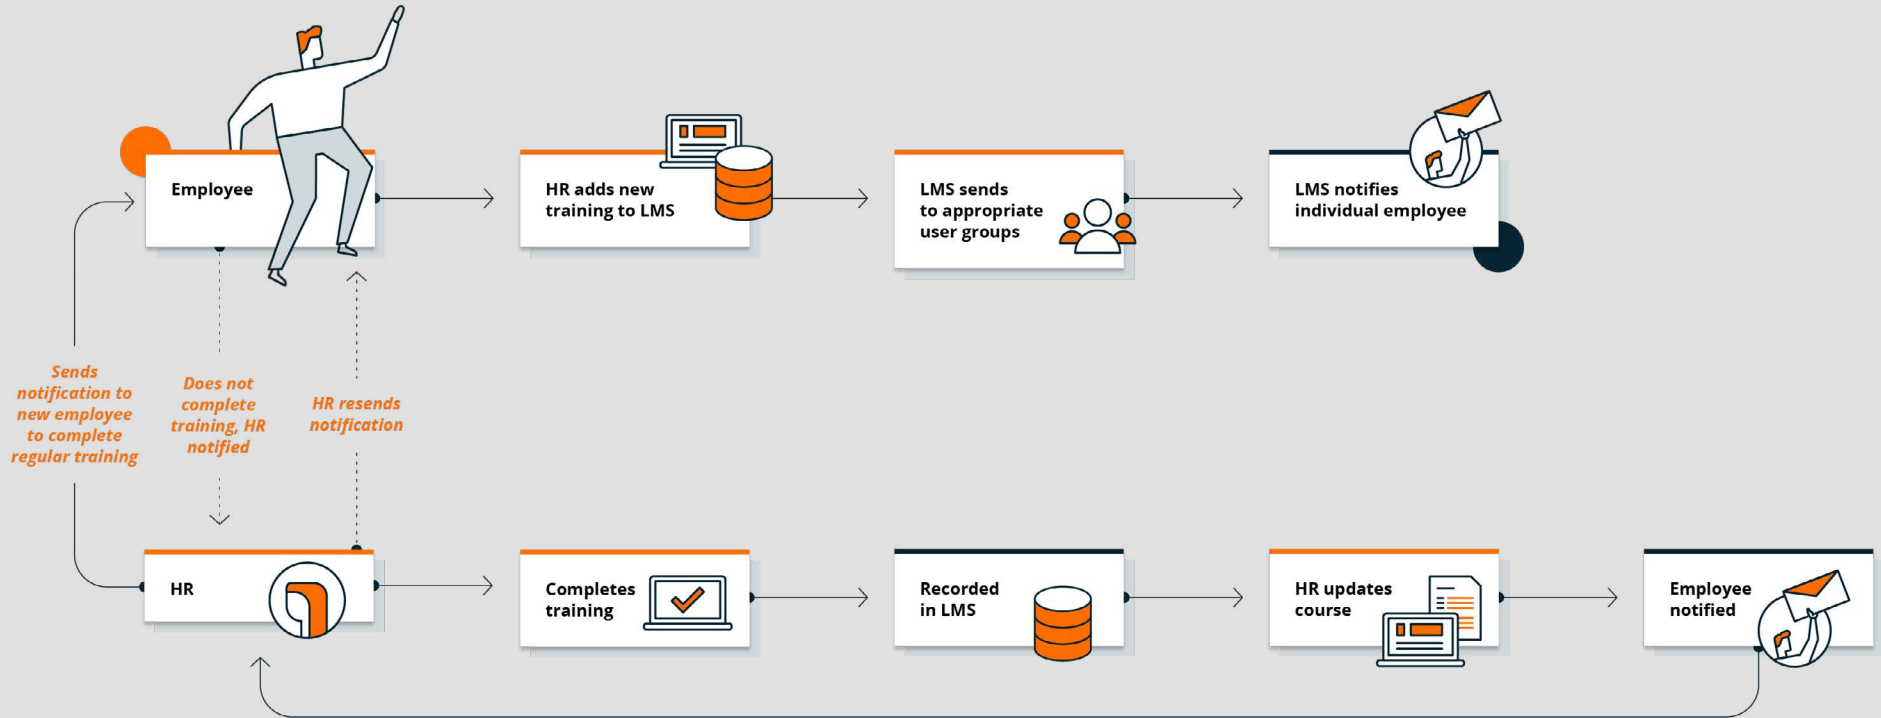 Employee
HR adds new
training to LMS
LMS sends
to appropriate
user groups
LMS notifies
individual employee
Sends
notification to
new employee
to complete
regular training
Does not
complete
training, HR
notified
HR resends
notification
HR
Completes
training
Recorded
in LMS
HR updates
course
Employee
notified